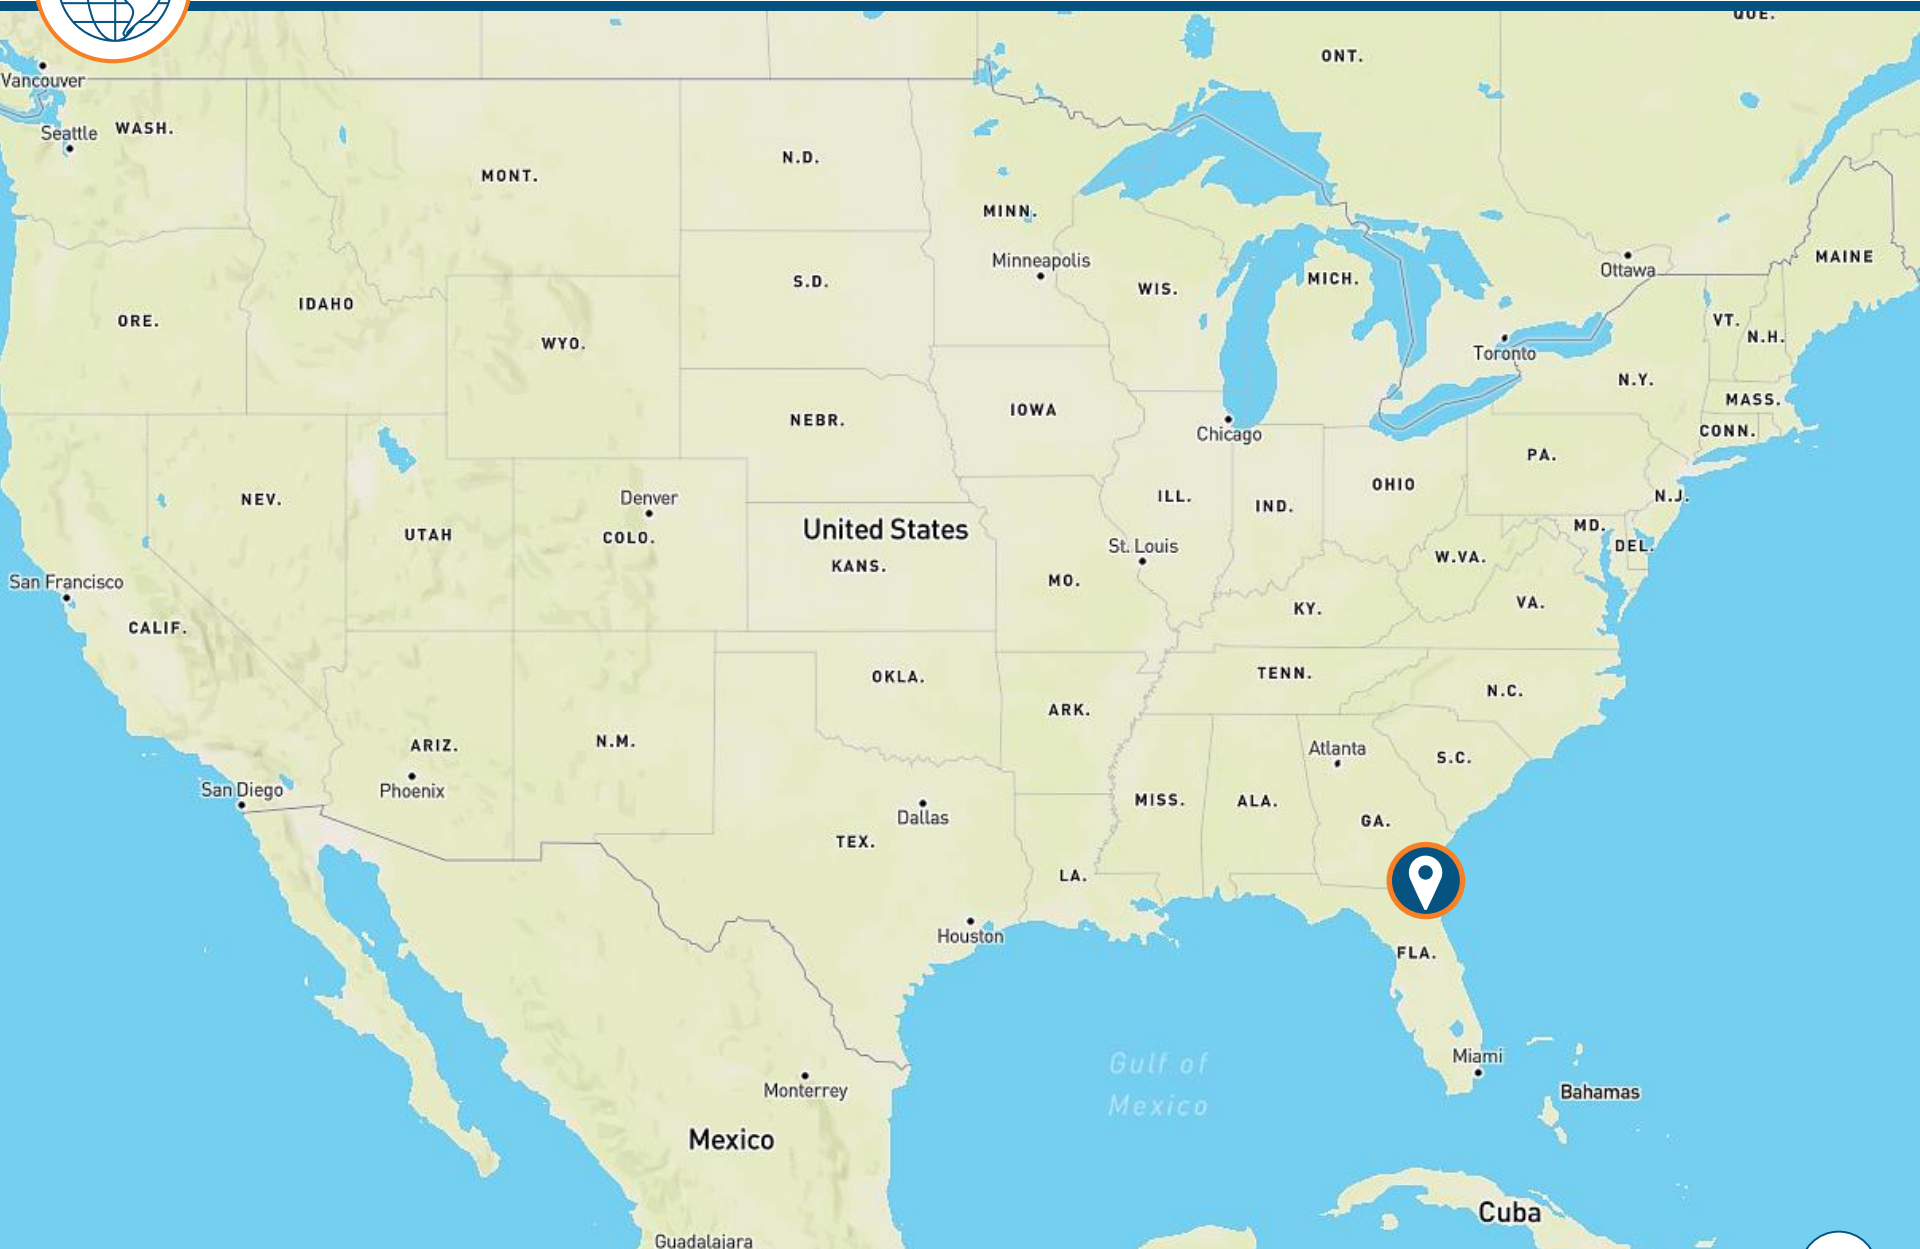 QUE.
ONT.
Vancouver
Seattle
WASH.
N.D.
MONT.
MINN.
Minneapolis
Ottawa
MAINE
S.D.
WIS.
MICH.
IDAHO
ORE.
VT.
N.H.
WYO.
Toronto
N.Y.
MASS.
NEBR.
IOWA
Chicago
CONN.
PA.
OHIO
NEV.
Denver
ILL.
IND.
N.J.
United States
UTAH
COLO.
MD.
DEL.
St. Louis
W.VA.
KANS.
San Francisco
MO.
KY.
VA.
CALIF.
OKLA.
TENN.
N.C.
ARK.
ARIZ.
N.M.
Atlanta
S.C.
San Diego
Phoenix
MISS.
ALA.
Dallas
GA.
TEX.
LA.
Houston
FLA.
Gulf of
Mexico
Miami
Monterrey
Bahamas
Mexico
Cuba
Guadalajara